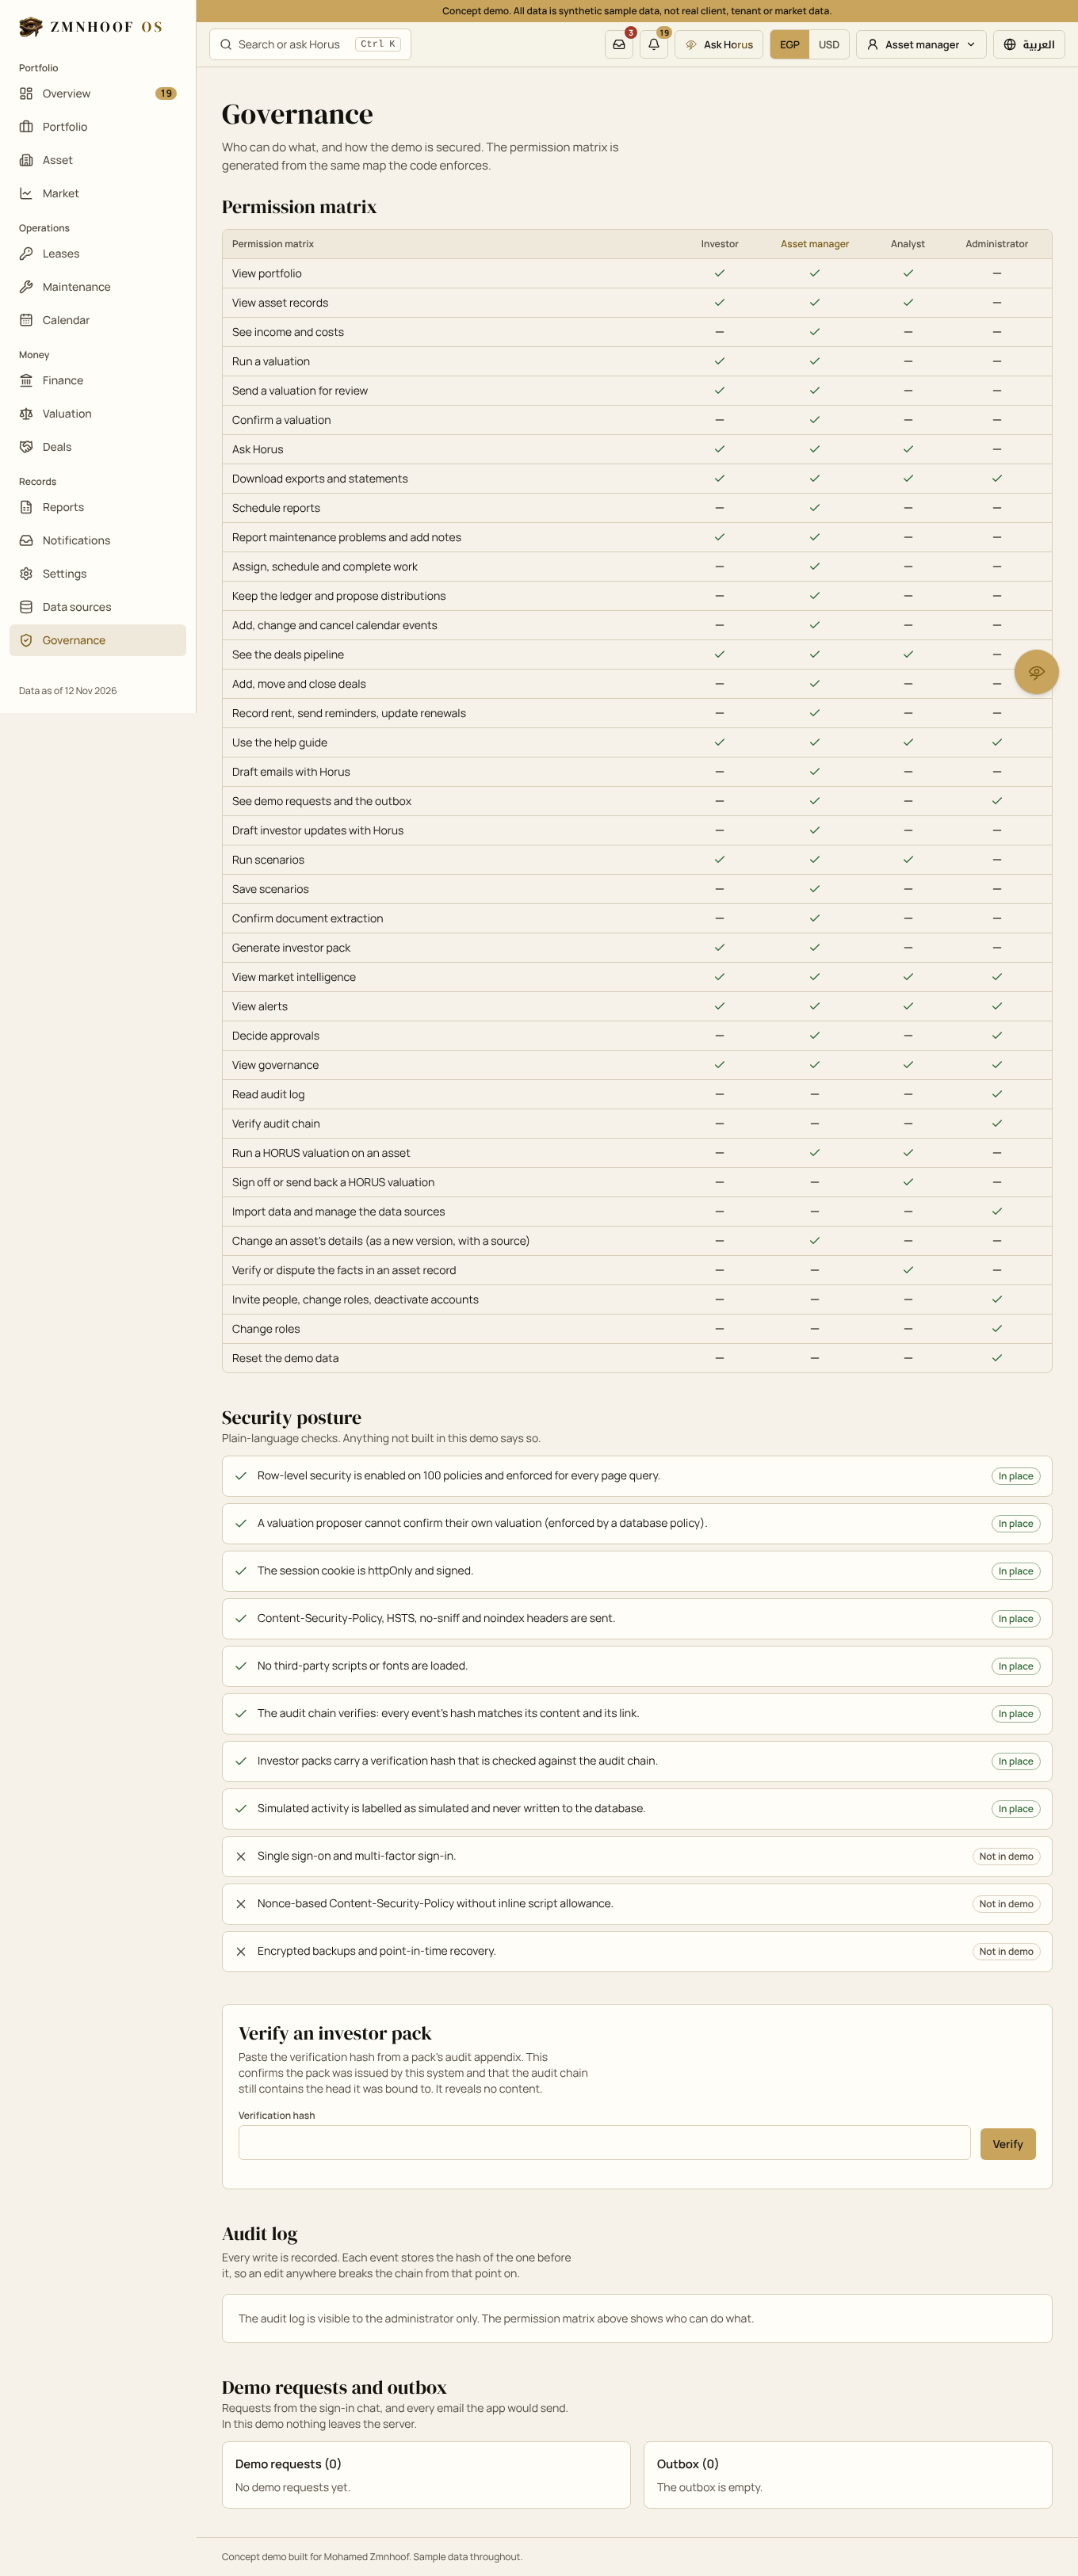 ZMNHOOF OS
Portfolio
Overview 19
Portfolio
Asset
Market
Operations
Leases
Maintenance
Calendar
Money
Finance
Valuation
Deals
Records
Reports
Notifications
Settings
Data sources
Governance
Data as of 12 Nov 2026
Concept demo. All data is synthetic sample data, not real client, tenant or market data.
Search or ask Horus Ctrl K 3 19 Ask Horus EGP USD Asset manager العربية
Governance
Who can do what, and how the demo is secured. The permission matrix is
generated from the same map the code enforces.
Permission matrix
Permission matrix Investor Asset manager Analyst Administrator
View portfolio
View asset records
See income and costs
Run a valuation
Send a valuation for review
Confirm a valuation
Ask Horus
Download exports and statements
Schedule reports
Report maintenance problems and add notes
Assign, schedule and complete work
Keep the ledger and propose distributions
Add, change and cancel calendar events
See the deals pipeline
Add, move and close deals
Record rent, send reminders, update renewals
Use the help guide
Draft emails with Horus
See demo requests and the outbox
Draft investor updates with Horus
Run scenarios
Save scenarios
Confirm document extraction
Generate investor pack
View market intelligence
View alerts
Decide approvals
View governance
Read audit log
Verify audit chain
Run a HORUS valuation on an asset
Sign off or send back a HORUS valuation
Import data and manage the data sources
Change an asset's details (as a new version, with a source)
Verify or dispute the facts in an asset record
Invite people, change roles, deactivate accounts
Change roles
Reset the demo data
Security posture
Plain-language checks. Anything not built in this demo says so.
Row-level security is enabled on 100 policies and enforced for every page query. In place
A valuation proposer cannot confirm their own valuation (enforced by a database policy). In place
The session cookie is httpOnly and signed. In place
Content-Security-Policy, HSTS, no-sniff and noindex headers are sent. In place
No third-party scripts or fonts are loaded. In place
The audit chain verifies: every event's hash matches its content and its link. In place
Investor packs carry a verification hash that is checked against the audit chain. In place
Simulated activity is labelled as simulated and never written to the database. In place
Single sign-on and multi-factor sign-in. Not in demo
Nonce-based Content-Security-Policy without inline script allowance. Not in demo
Encrypted backups and point-in-time recovery. Not in demo
Verify an investor pack
Paste the verification hash from a pack's audit appendix. This
confirms the pack was issued by this system and that the audit chain
still contains the head it was bound to. It reveals no content.
Verification hash
Verify
Audit log
Every write is recorded. Each event stores the hash of the one before
it, so an edit anywhere breaks the chain from that point on.
The audit log is visible to the administrator only. The permission matrix above shows who can do what.
Demo requests and outbox
Requests from the sign-in chat, and every email the app would send.
In this demo nothing leaves the server.
Demo requests (0)
No demo requests yet.
Outbox (0)
The outbox is empty.
Concept demo built for Mohamed Zmnhoof. Sample data throughout.